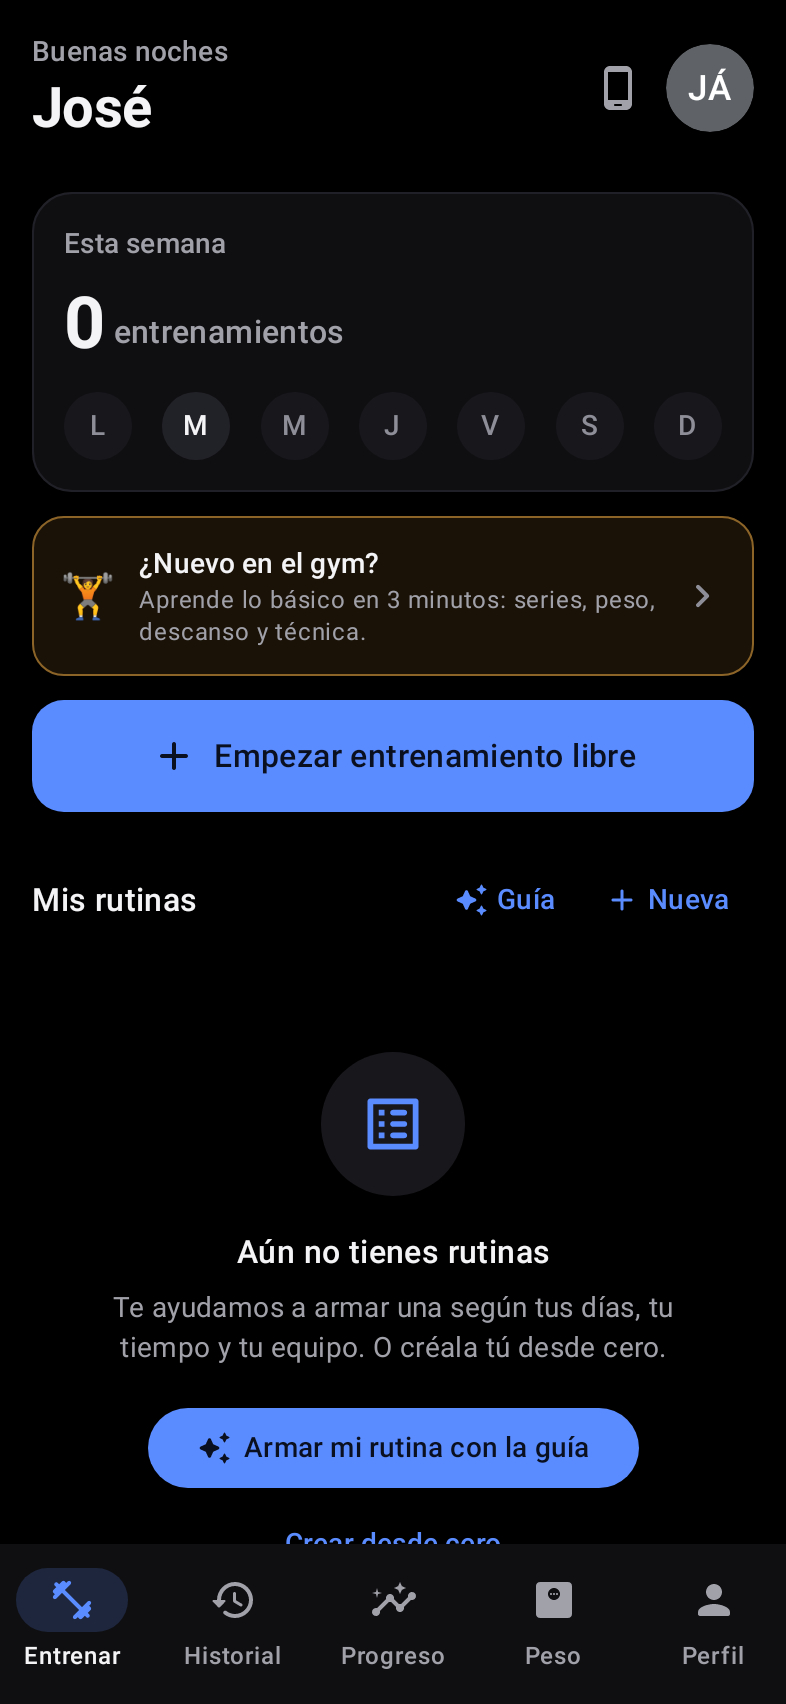 Buenas noches
José
JÁ
Esta semana
0 entrenamientos
L M M J V S D
¿Nuevo en el gym?
Aprende lo básico en 3 minutos: series, peso,
descanso y técnica.
Empezar entrenamiento libre
Mis rutinas
Guía
Nueva
Aún no tienes rutinas
Te ayudamos a armar una según tus días, tu
tiempo y tu equipo. O créala tú desde cero.
Armar mi rutina con la guía
Crear desde cero
Entrenar
Historial
Progreso
Peso
Perfil